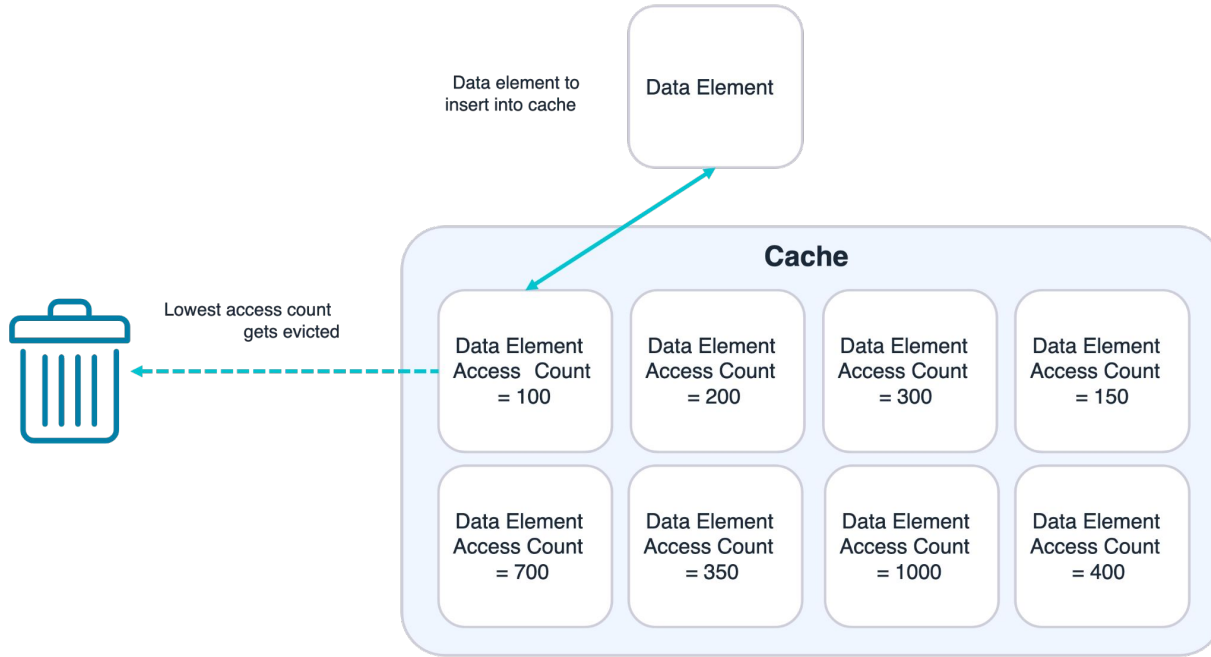 Data element to
insert into cache
Data Element
Cache
Lowest access count
gets evicted
Data Element
Access Count
= 100
Data Element
Access Count
= 200
Data Element
Access Count
= 300
Data Element
Access Count
= 150
Data Element
Access Count
= 700
Data Element
Access Count
= 350
Data Element
Access Count
= 1000
Data Element
Access Count
= 400